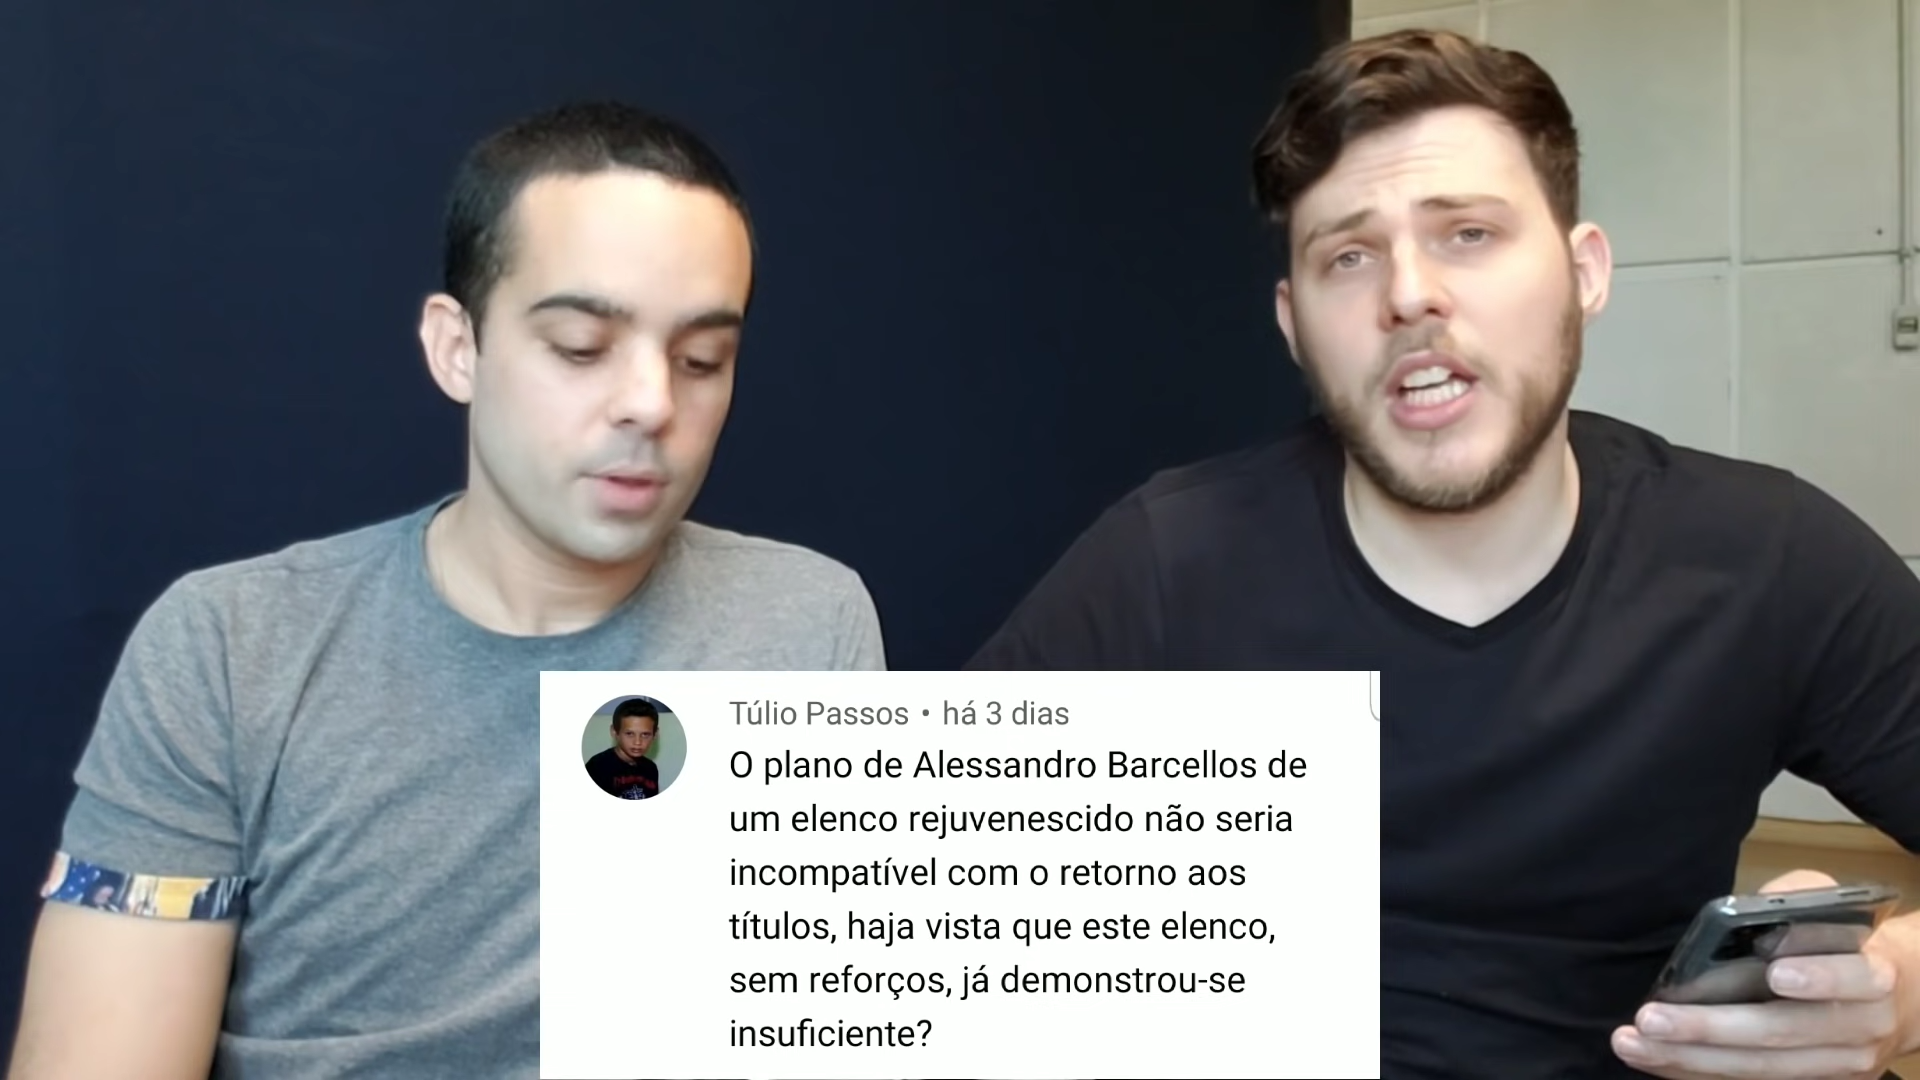 Túlio Passos • há 3 dias
O plano de Alessandro Barcellos de
um elenco rejuvenescido não seria
incompatível com o retorno aos
títulos, haja vista que este elenco,
sem reforços, já demonstrou-se
insuficiente?